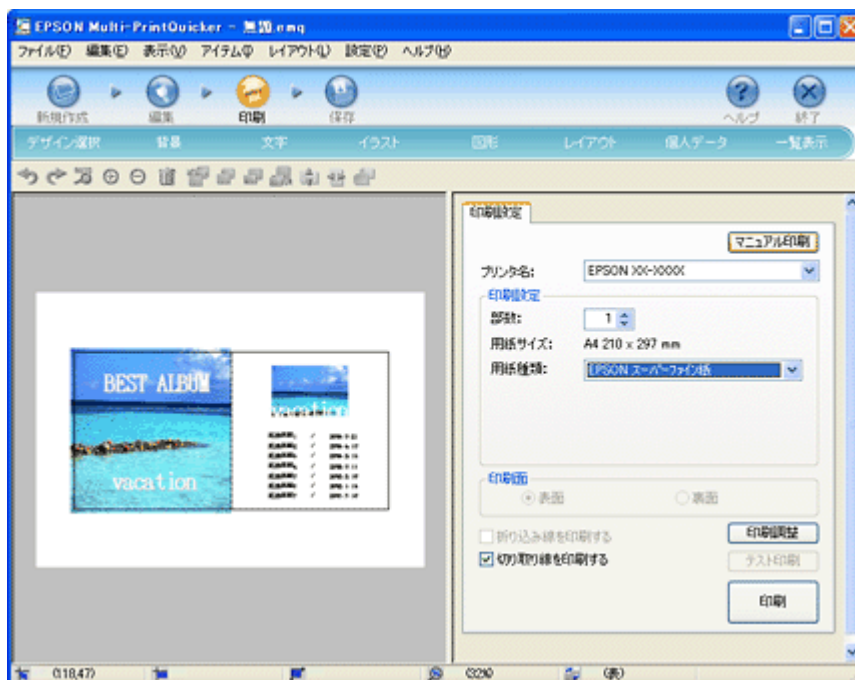 EPSON Multi-PrintQuicker - 無題.emq
ファイル(F) 編集(E) 表示(V) アイテム(I) レイアウト(L) 設定(P) ヘルプ(H)
新規作成 編集 印刷 保存 ヘルプ 終了
デザイン選択 背景 文字 イラスト 図形 レイアウト 個人データ 一覧表示
BEST ALBUM
vacation
vacation
印刷設定
マニュアル印刷
プリンタ名: EPSON XX-XXXX
印刷設定
部数: 1
用紙サイズ: A4 210 x 297 mm
用紙種類: EPSON スーパーファイン紙
印刷面
表面 裏面
折り込み線を印刷する
印刷調整
切り取り線を印刷する
テスト印刷
印刷
(118,47) (32%) (表)